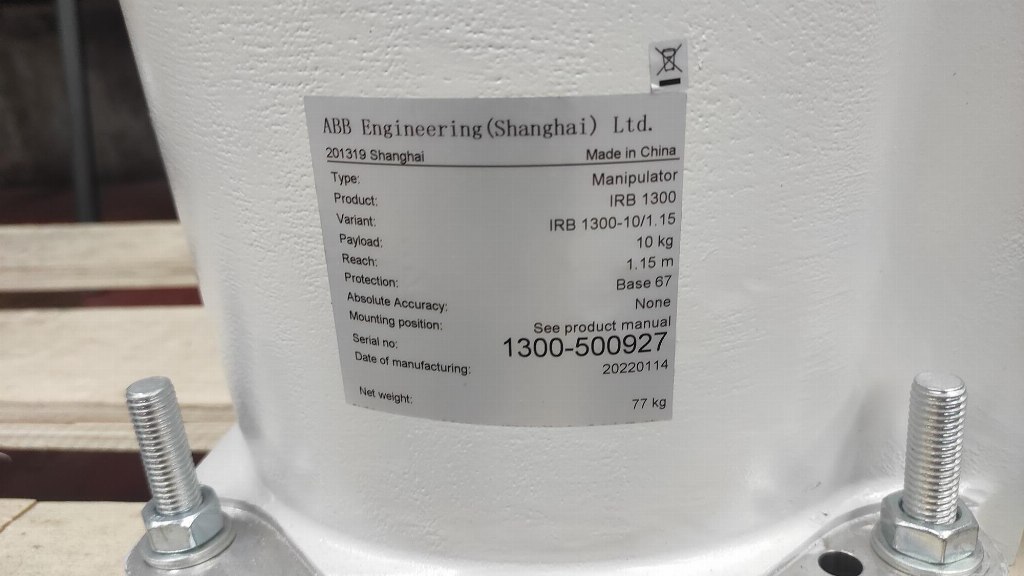 ABB Engineering(Shanghai) Ltd.
201319 Shanghai Made in China
Type: Manipulator
Product: IRB 1300
Variant: IRB 1300-10/1.15
Payload: 10 kg
Reach: 1.15 m
Protection: Base 67
Absolute Accuracy: None
Mounting position: See product manual
Serial no: 1300-500927
Date of manufacturing: 20220114
Net weight: 77 kg